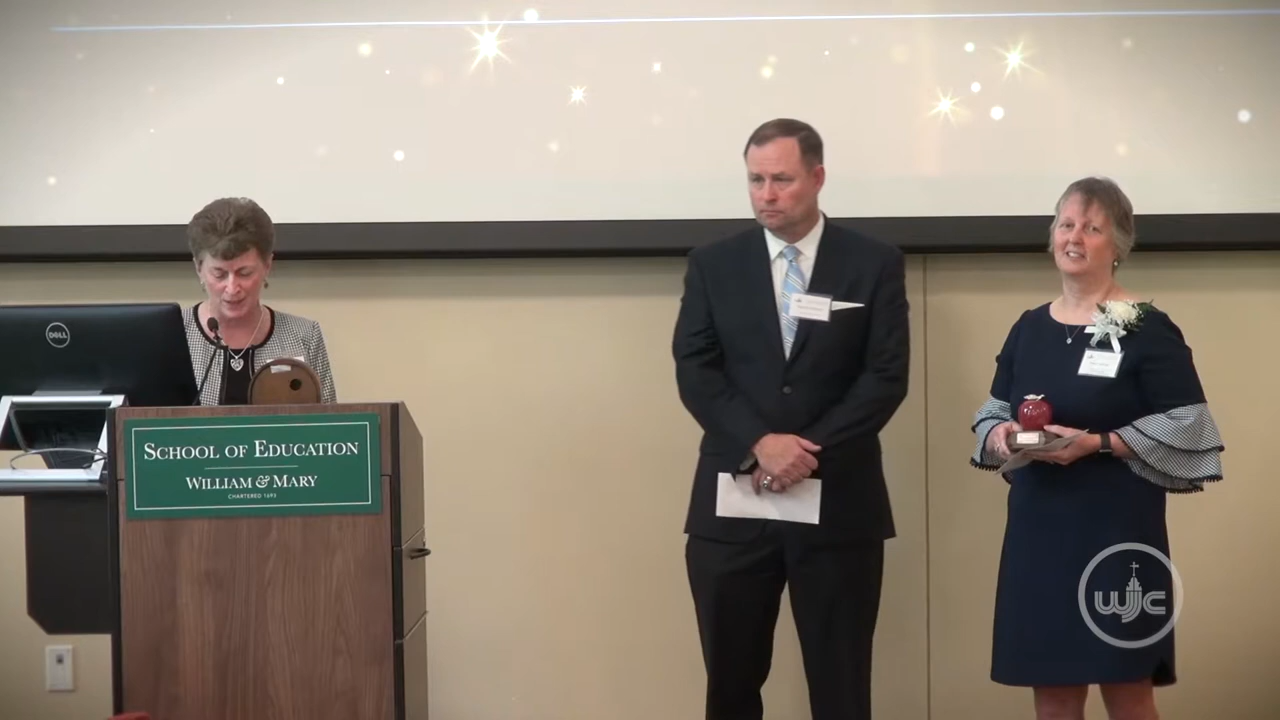 DELL
SCHOOL OF EDUCATION
WILLIAM & MARY
CHARTERED 1693
WJC